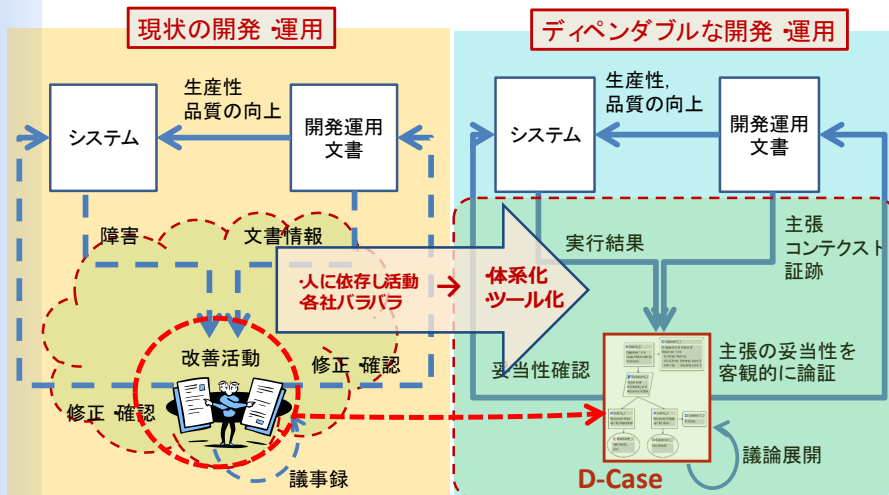 現状の開発・運用
ディペンダブルな開発・運用
生産性
品質の向上
システム
開発運用
文書
障害
文書情報
・人に依存し活動
・各社バラバラ
→
・体系化
・ツール化
改善活動
修正・確認
修正・確認
議事録
生産性,
品質の向上
システム
開発運用
文書
実行結果
主張
コンテクスト
証跡
妥当性確認
主張の妥当性を
客観的に論証
議論展開
D-Case